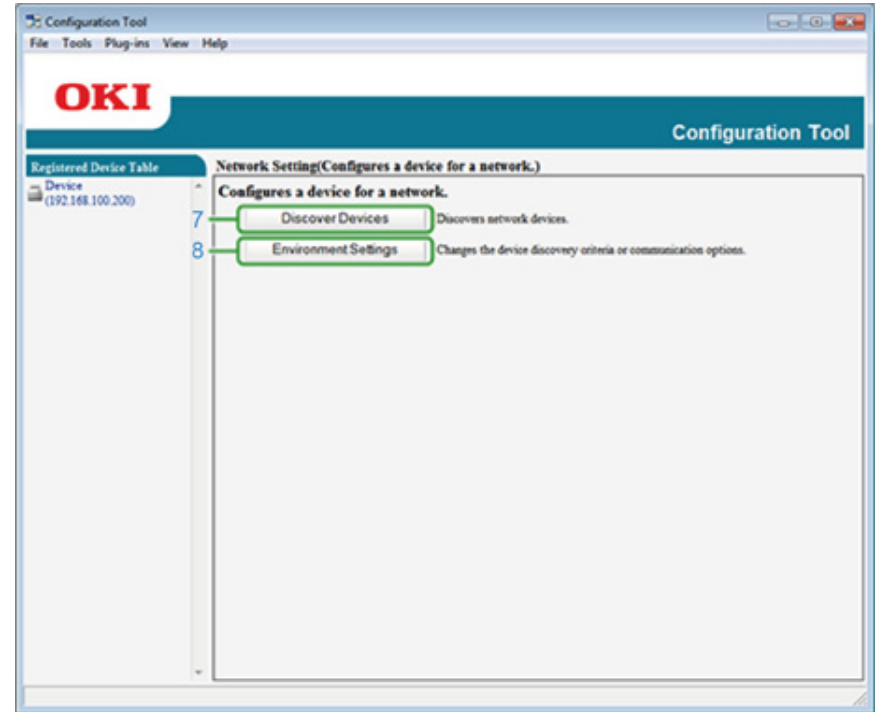 Configuration Tool
File Tools Plug-ins View Help
OKI
Configuration Tool
Registered Device Table
Device
(192.168.100.200)
Network Setting(Configures a device for a network.)
Configures a device for a network.
7 Discover Devices Discovers network devices.
8 Environment Settings Changes the device discovery criteria or communication options.